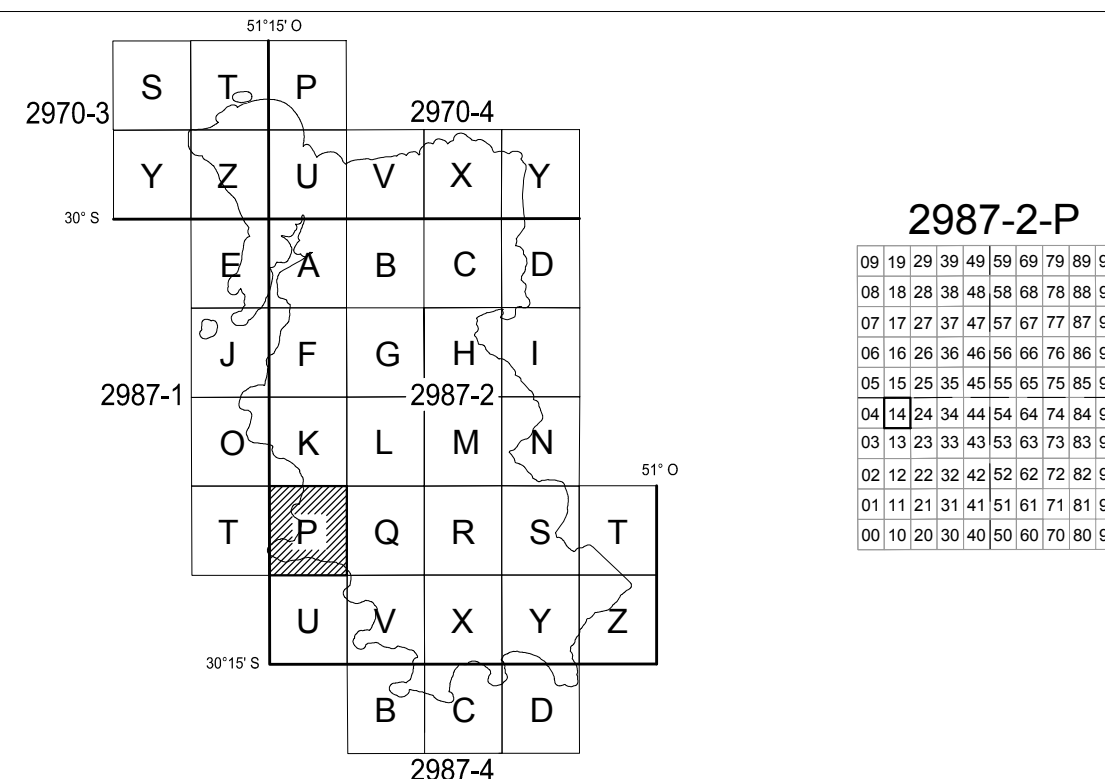 51°15' O
S T P
2970-3 2970-4
Y Z U V X Y
30° S
E A B C D
J F G H I
2987-1 2987-2
O K L M N
51° O
T P Q R S T
U V X Y Z
30°15' S
B C D
2987-4
2987-2-P
09 19 29 39 49 59 69 79 89
08 18 28 38 48 58 68 78 88
07 17 27 37 47 57 67 77 87
06 16 26 36 46 56 66 76 86
05 15 25 35 45 55 65 75 85
04 14 24 34 44 54 64 74 84
03 13 23 33 43 53 63 73 83
02 12 22 32 42 52 62 72 82
01 11 21 31 41 51 61 71 81
00 10 20 30 40 50 60 70 80